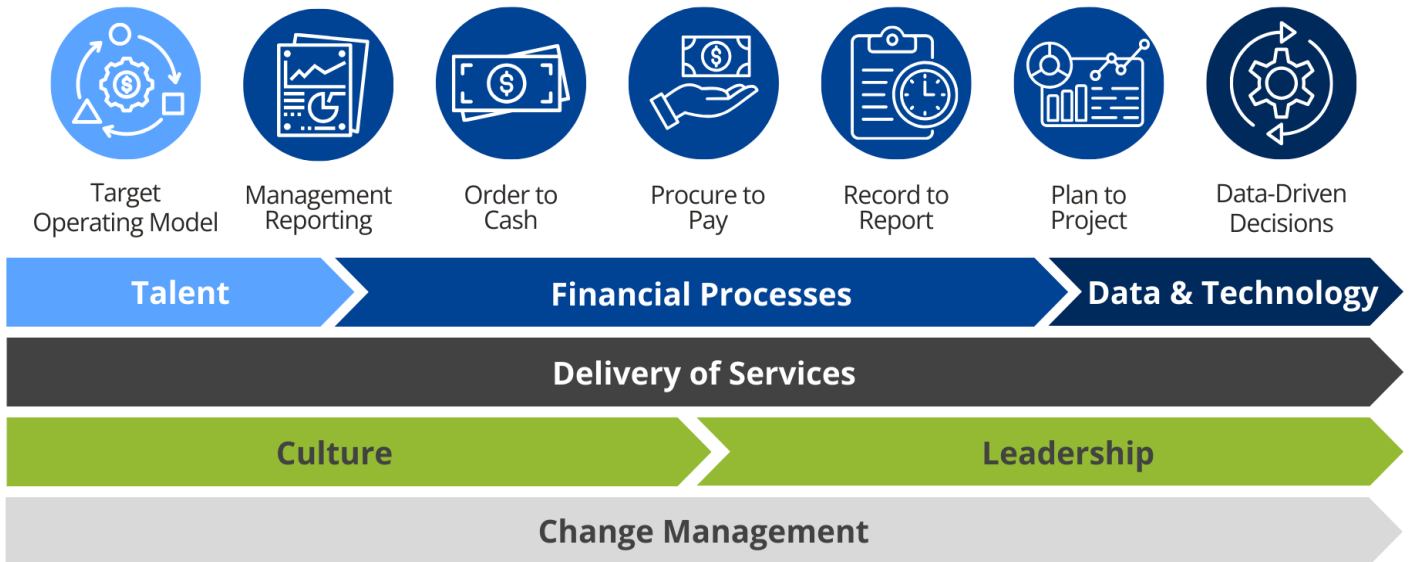 Target
Operating Model
Management
Reporting
Order to
Cash
Procure to
Pay
Record to
Report
Plan to
Project
Data-Driven
Decisions
Talent
Financial Processes
Data & Technology
Delivery of Services
Culture
Leadership
Change Management